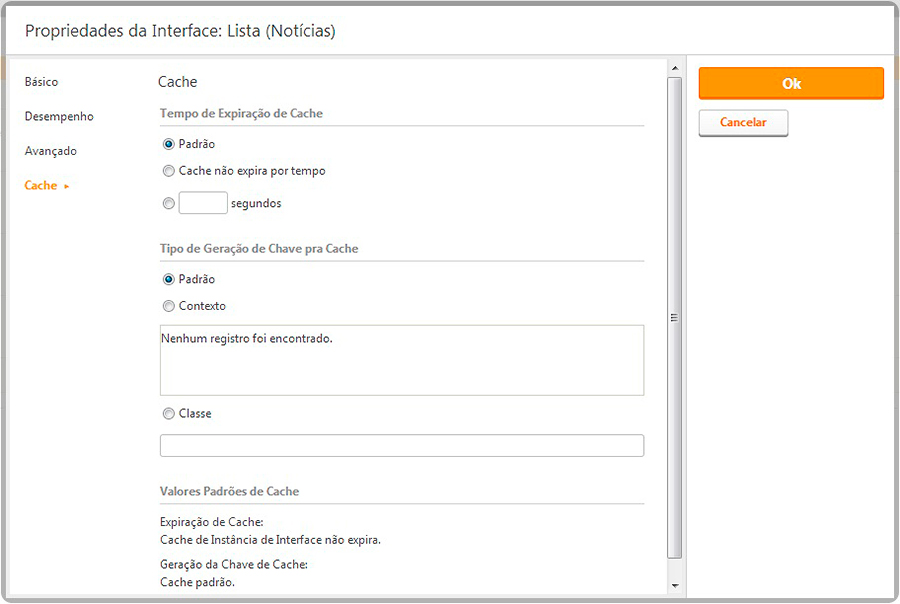 Propriedades da Interface: Lista (Notícias)
Básico
Desempenho
Avançado
Cache
Cache
Tempo de Expiração de Cache
Padrão
Cache não expira por tempo
segundos
Tipo de Geração de Chave pra Cache
Padrão
Contexto
Nenhum registro foi encontrado.
Classe
Valores Padrões de Cache
Expiração de Cache:
Cache de Instância de Interface não expira.
Geração da Chave de Cache:
Cache padrão.
Ok
Cancelar